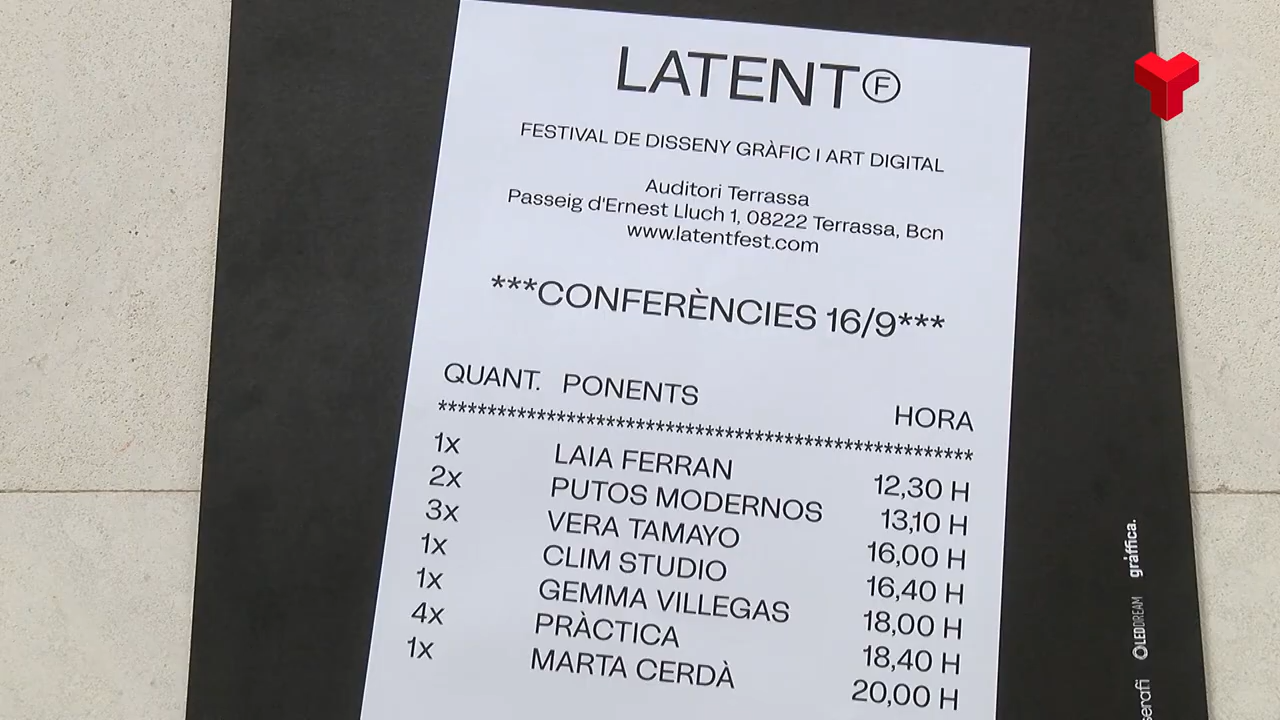 LATENT Ⓕ
FESTIVAL DE DISSENY GRÀFIC I ART DIGITAL
Auditori Terrassa
Passeig d'Ernest Lluch 1, 08222 Terrassa, Bcn
www.latentfest.com
***CONFERÈNCIES 16/9***
QUANT. PONENTS HORA
******************************************************
1x LAIA FERRAN 12,30 H
2x PUTOS MODERNOS 13,10 H
3x VERA TAMAYO 16,00 H
1x CLIM STUDIO 16,40 H
1x GEMMA VILLEGAS 18,00 H
4x PRÀCTICA 18,40 H
1x MARTA CERDÀ 20,00 H
gràffica.
OLEDDREAM